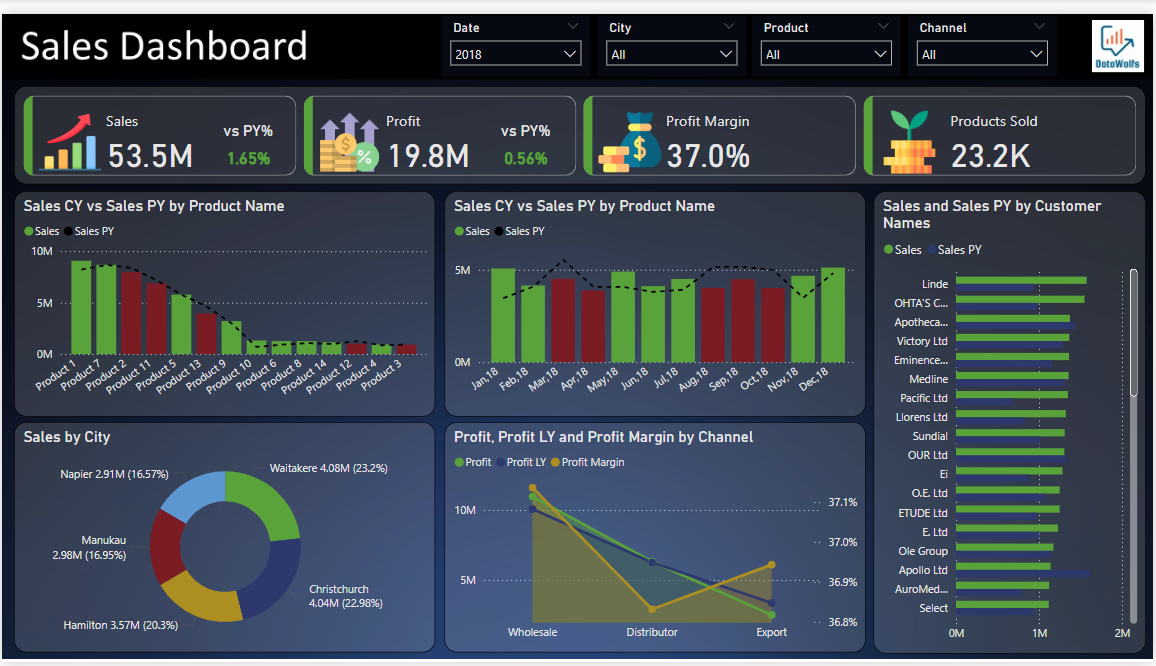 Sales Dashboard
Date
2018
City
All
Product
All
Channel
All
DataWolfs
Sales
53.5M
vs PY%
1.65%
Profit
19.8M
vs PY%
0.56%
Profit Margin
37.0%
Products Sold
23.2K
Sales CY vs Sales PY by Product Name
Sales Sales PY
10M
5M
0M
Product 1
Product 7
Product 2
Product 11
Product 5
Product 13
Product 9
Product 10
Product 6
Product 8
Product 14
Product 12
Product 4
Product 3
Sales CY vs Sales PY by Product Name
Sales Sales PY
5M
0M
Jan,18
Feb,18
Mar,18
Apr,18
May,18
Jun,18
Jul,18
Aug,18
Sep,18
Oct,18
Nov,18
Dec,18
Sales and Sales PY by Customer
Names
Sales Sales PY
Linde
OHTA'S C...
Apotheca...
Victory Ltd
Eminence...
Medline
Pacific Ltd
Llorens Ltd
Sundial
OUR Ltd
Ei
O.E. Ltd
ETUDE Ltd
E. Ltd
Ole Group
Apollo Ltd
AuroMed...
Select
0M 1M 2M
Sales by City
Napier 2.91M (16.57%)
Waitakere 4.08M (23.2%)
Manukau
2.98M (16.95%)
Christchurch
4.04M (22.98%)
Hamilton 3.57M (20.3%)
Profit, Profit LY and Profit Margin by Channel
Profit Profit LY Profit Margin
10M
5M
37.1%
37.0%
36.9%
36.8%
Wholesale Distributor Export